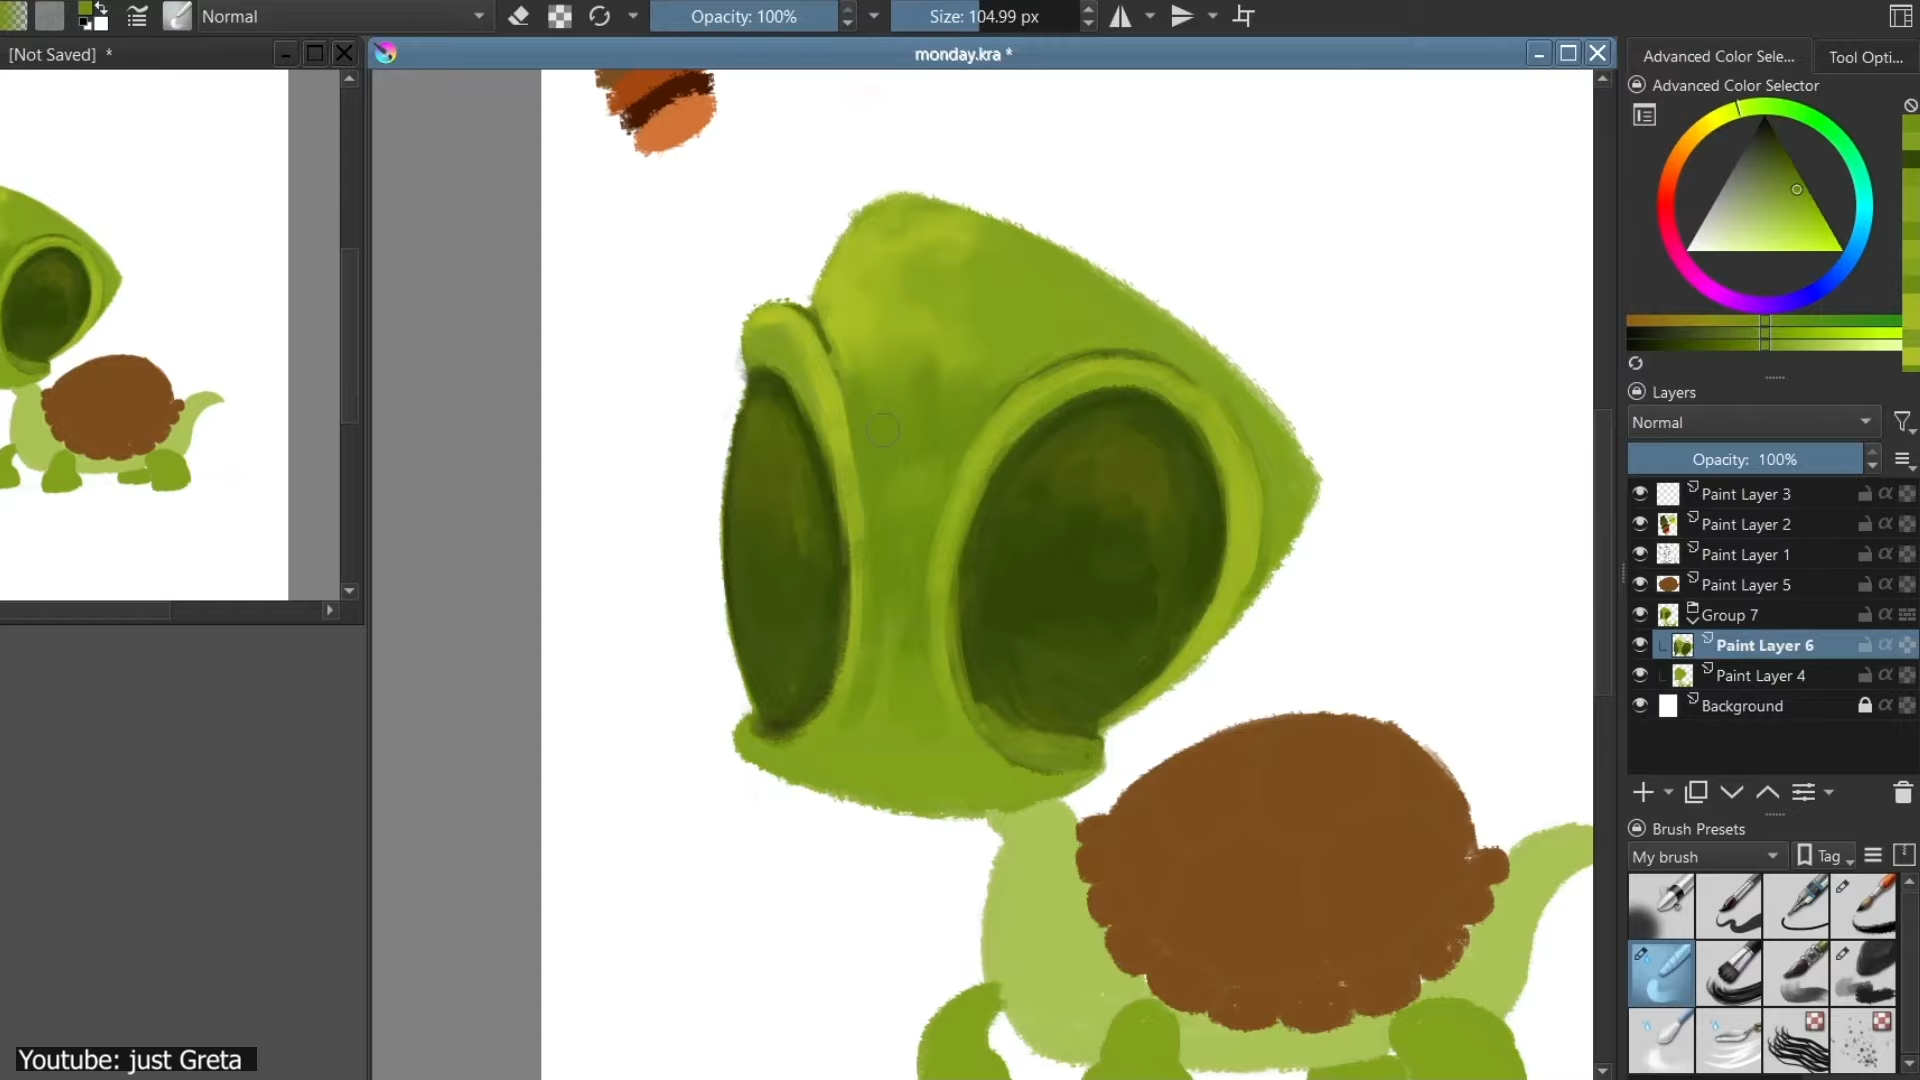 Normal
Opacity: 100%
Size: 104.99 px
[Not Saved] *
monday.kra *
Advanced Color Sele...
Tool Opti...
Advanced Color Selector
Layers
Normal
Opacity: 100%
Paint Layer 3
Paint Layer 2
Paint Layer 1
Paint Layer 5
Group 7
Paint Layer 6
Paint Layer 4
Background
Brush Presets
My brush
Tag
Youtube: just Greta